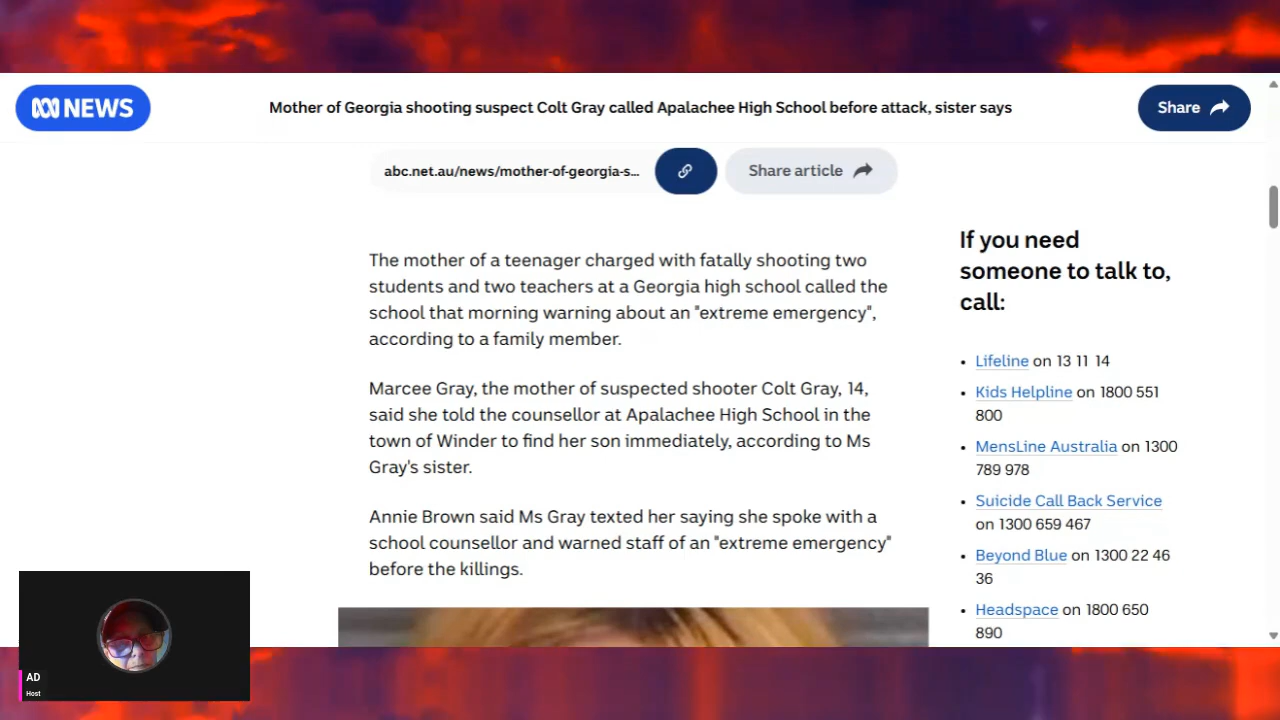 NEWS
Mother of Georgia shooting suspect Colt Gray called Apalachee High School before attack, sister says
Share
abc.net.au/news/mother-of-georgia-s...
Share article
The mother of a teenager charged with fatally shooting two
students and two teachers at a Georgia high school called the
school that morning warning about an "extreme emergency",
according to a family member.
Marcee Gray, the mother of suspected shooter Colt Gray, 14,
said she told the counsellor at Apalachee High School in the
town of Winder to find her son immediately, according to Ms
Gray's sister.
Annie Brown said Ms Gray texted her saying she spoke with a
school counsellor and warned staff of an "extreme emergency"
before the killings.
If you need
someone to talk to,
call:
Lifeline on 13 11 14
Kids Helpline on 1800 551
800
MensLine Australia on 1300
789 978
Suicide Call Back Service
on 1300 659 467
Beyond Blue on 1300 22 46
36
Headspace on 1800 650
890
AD
Host